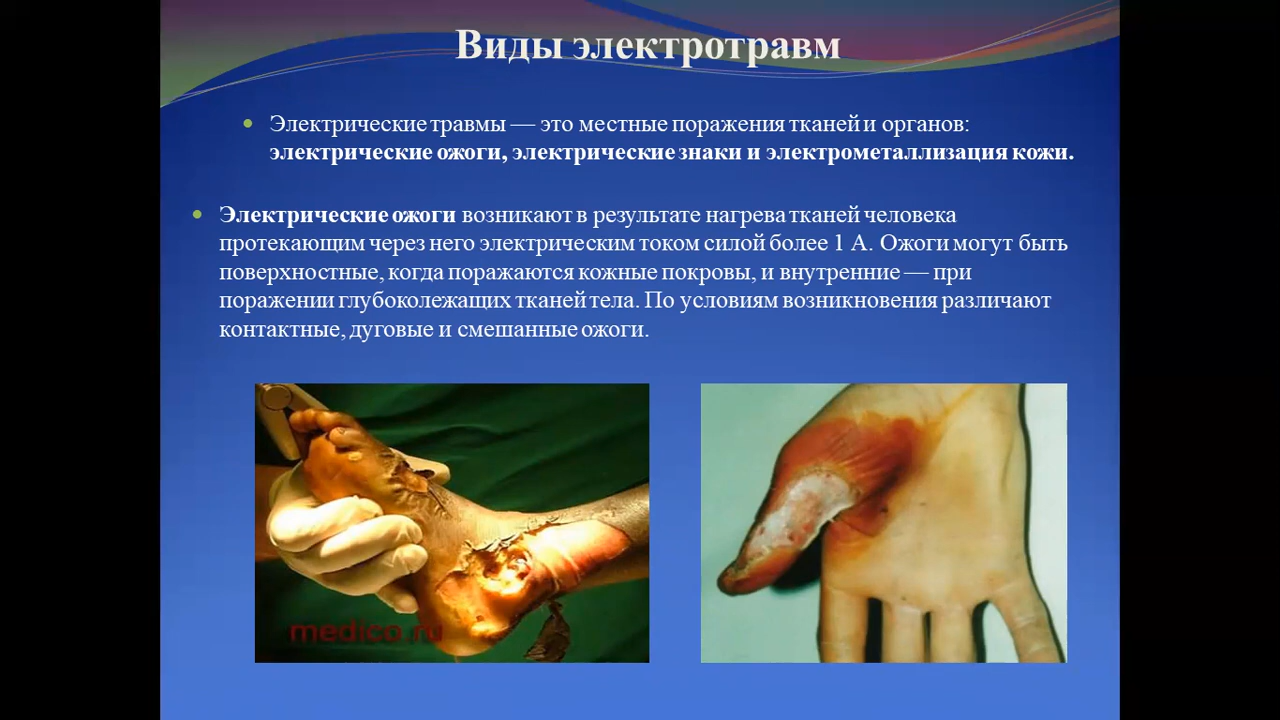 Виды электротравм
Электрические травмы — это местные поражения тканей и органов:
электрические ожоги, электрические знаки и электрометаллизация кожи.
Электрические ожоги возникают в результате нагрева тканей человека
протекающим через него электрическим током силой более 1 А. Ожоги могут быть
поверхностные, когда поражаются кожные покровы, и внутренние — при
поражении глубоколежащих тканей тела. По условиям возникновения различают
контактные, дуговые и смешанные ожоги.
medico.ru